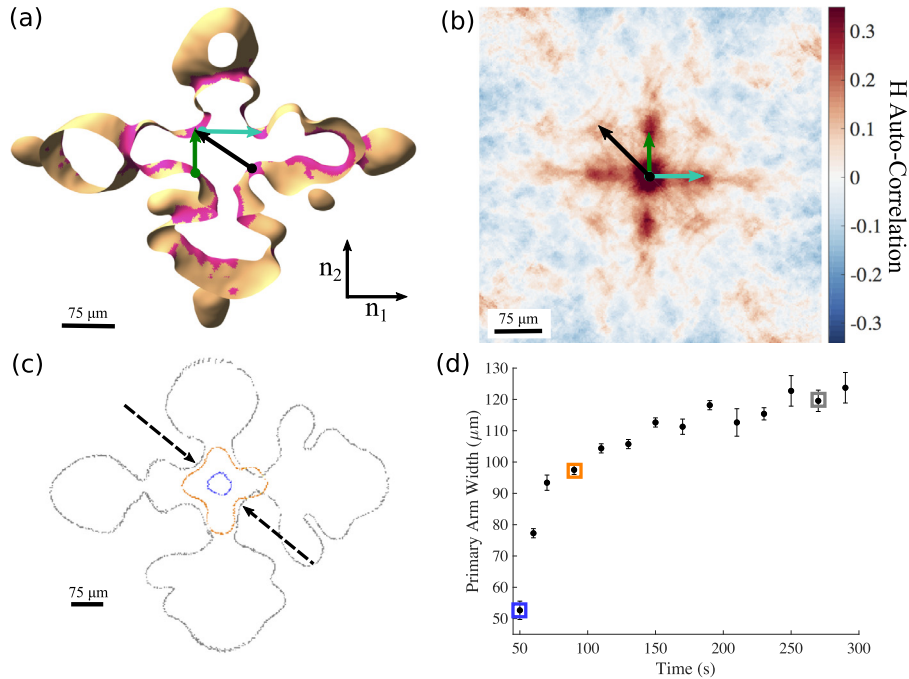 (a)
n₂
n₁
75 μm
(b)
75 μm
0.3
0.2
0.1
0
-0.1
-0.2
-0.3
H Auto-Correlation
(c)
75 μm
(d)
130
120
110
100
90
80
70
60
50
Primary Arm Width (μm)
50 100 150 200 250 300
Time (s)